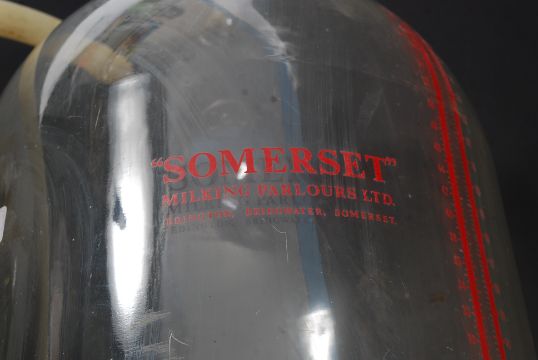 "SOMERSET"
MILKING PARLOURS LTD.
EDINGTON, BRIDGWATER, SOMERSET.